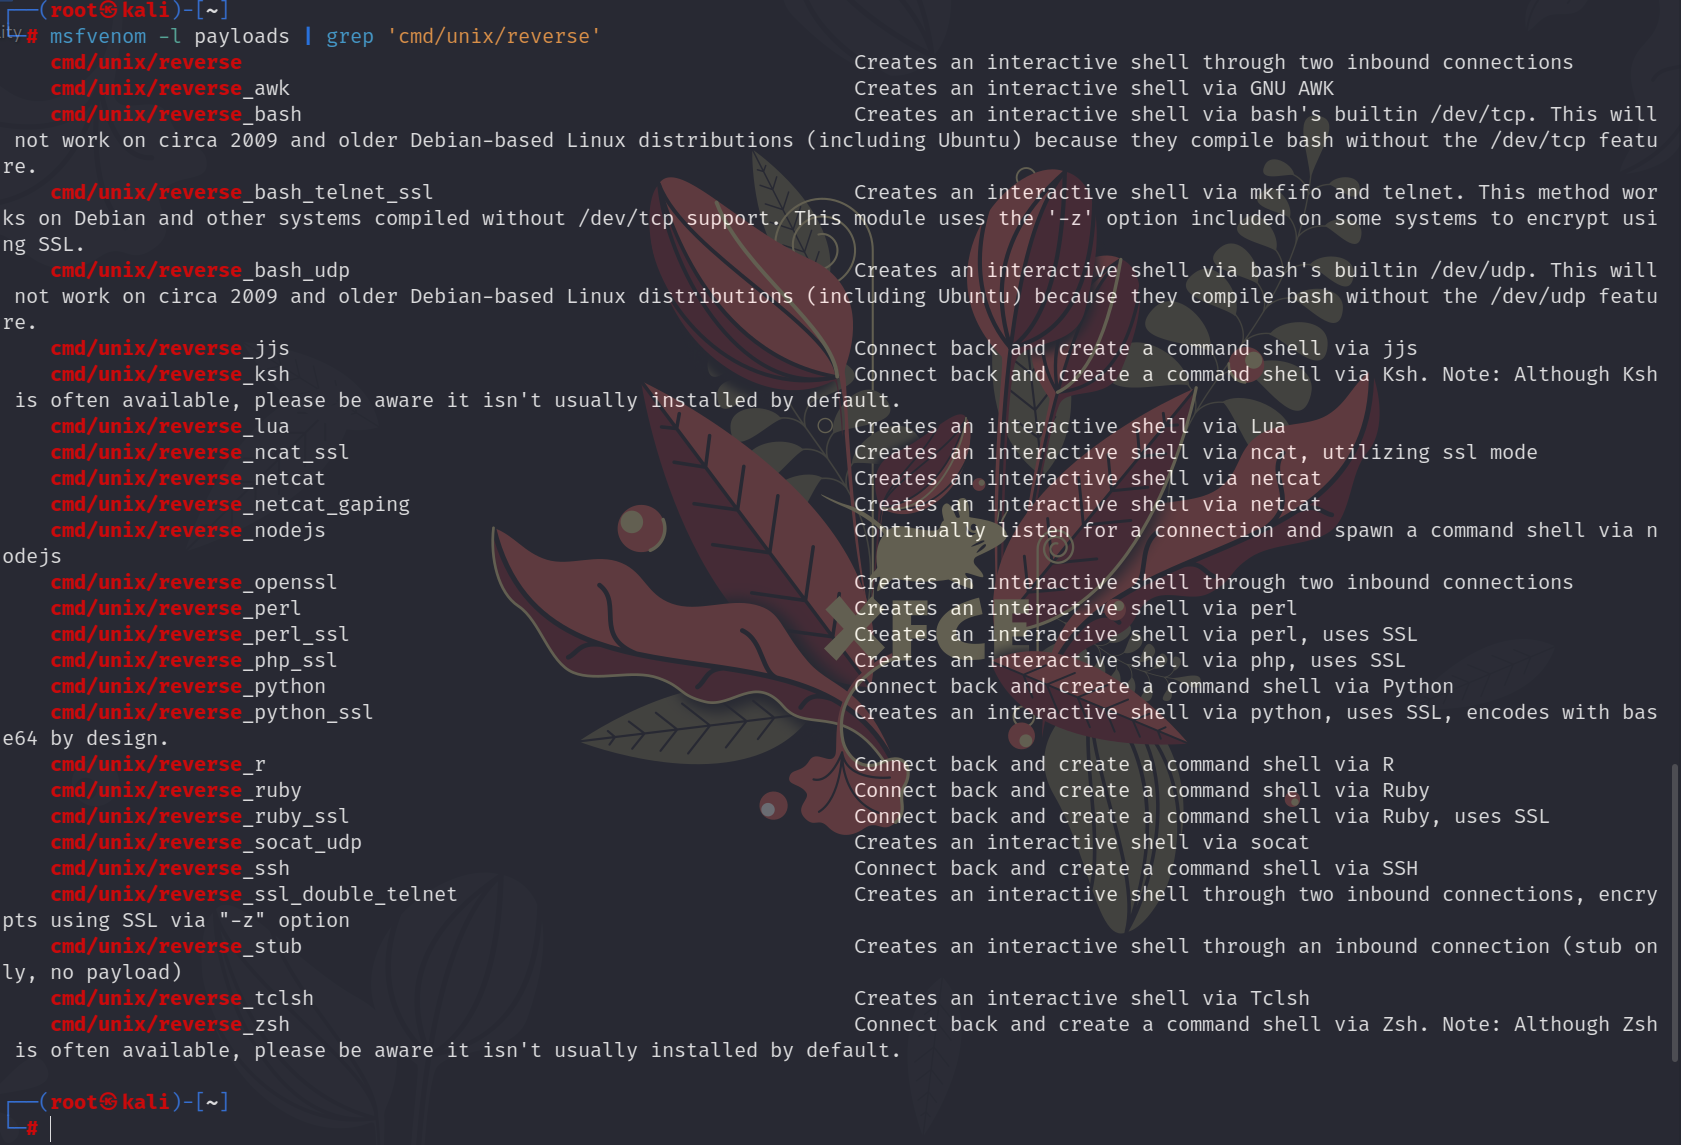 ┌──(root㉿kali)-[~]
└─# msfvenom -l payloads | grep 'cmd/unix/reverse'
    cmd/unix/reverse                                                   Creates an interactive shell through two inbound connections
    cmd/unix/reverse_awk                                               Creates an interactive shell via GNU AWK
    cmd/unix/reverse_bash                                              Creates an interactive shell via bash's builtin /dev/tcp. This will
 not work on circa 2009 and older Debian-based Linux distributions (including Ubuntu) because they compile bash without the /dev/tcp featu
re.
    cmd/unix/reverse_bash_telnet_ssl                                   Creates an interactive shell via mkfifo and telnet. This method wor
ks on Debian and other systems compiled without /dev/tcp support. This module uses the '-z' option included on some systems to encrypt usi
ng SSL.
    cmd/unix/reverse_bash_udp                                          Creates an interactive shell via bash's builtin /dev/udp. This will
 not work on circa 2009 and older Debian-based Linux distributions (including Ubuntu) because they compile bash without the /dev/udp featu
re.
    cmd/unix/reverse_jjs                                               Connect back and create a command shell via jjs
    cmd/unix/reverse_ksh                                               Connect back and create a command shell via Ksh. Note: Although Ksh
 is often available, please be aware it isn't usually installed by default.
    cmd/unix/reverse_lua                                               Creates an interactive shell via Lua
    cmd/unix/reverse_ncat_ssl                                          Creates an interactive shell via ncat, utilizing ssl mode
    cmd/unix/reverse_netcat                                            Creates an interactive shell via netcat
    cmd/unix/reverse_netcat_gaping                                     Creates an interactive shell via netcat
    cmd/unix/reverse_nodejs                                            Continually listen for a connection and spawn a command shell via n
odejs
    cmd/unix/reverse_openssl                                           Creates an interactive shell through two inbound connections
    cmd/unix/reverse_perl                                              Creates an interactive shell via perl
    cmd/unix/reverse_perl_ssl                                          Creates an interactive shell via perl, uses SSL
    cmd/unix/reverse_php_ssl                                           Creates an interactive shell via php, uses SSL
    cmd/unix/reverse_python                                            Connect back and create a command shell via Python
    cmd/unix/reverse_python_ssl                                        Creates an interactive shell via python, uses SSL, encodes with bas
e64 by design.
    cmd/unix/reverse_r                                                 Connect back and create a command shell via R
    cmd/unix/reverse_ruby                                              Connect back and create a command shell via Ruby
    cmd/unix/reverse_ruby_ssl                                          Connect back and create a command shell via Ruby, uses SSL
    cmd/unix/reverse_socat_udp                                         Creates an interactive shell via socat
    cmd/unix/reverse_ssh                                               Connect back and create a command shell via SSH
    cmd/unix/reverse_ssl_double_telnet                                 Creates an interactive shell through two inbound connections, encry
pts using SSL via "-z" option
    cmd/unix/reverse_stub                                              Creates an interactive shell through an inbound connection (stub on
ly, no payload)
    cmd/unix/reverse_tclsh                                             Creates an interactive shell via Tclsh
    cmd/unix/reverse_zsh                                               Connect back and create a command shell via Zsh. Note: Although Zsh
 is often available, please be aware it isn't usually installed by default.
┌──(root㉿kali)-[~]
└─#
XFCE